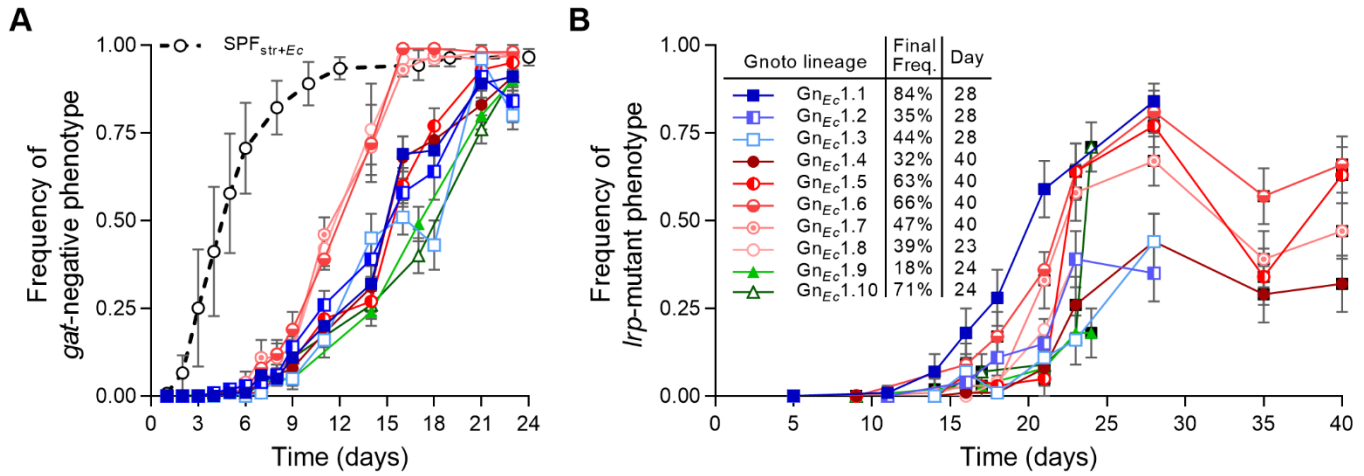 A
SPFstr+Ec
Frequency of
gat-negative phenotype
1.00
0.75
0.50
0.25
0.00
0 3 6 9 12 15 18 21 24
Time (days)
B
Frequency of
lrp-mutant phenotype
1.00
0.75
0.50
0.25
0.00
Gnoto lineage Final Freq. Day
GnEc1.1 84% 28
GnEc1.2 35% 28
GnEc1.3 44% 28
GnEc1.4 32% 40
GnEc1.5 63% 40
GnEc1.6 66% 40
GnEc1.7 47% 40
GnEc1.8 39% 23
GnEc1.9 18% 24
GnEc1.10 71% 24
0 5 10 15 20 25 30 35 40
Time (days)